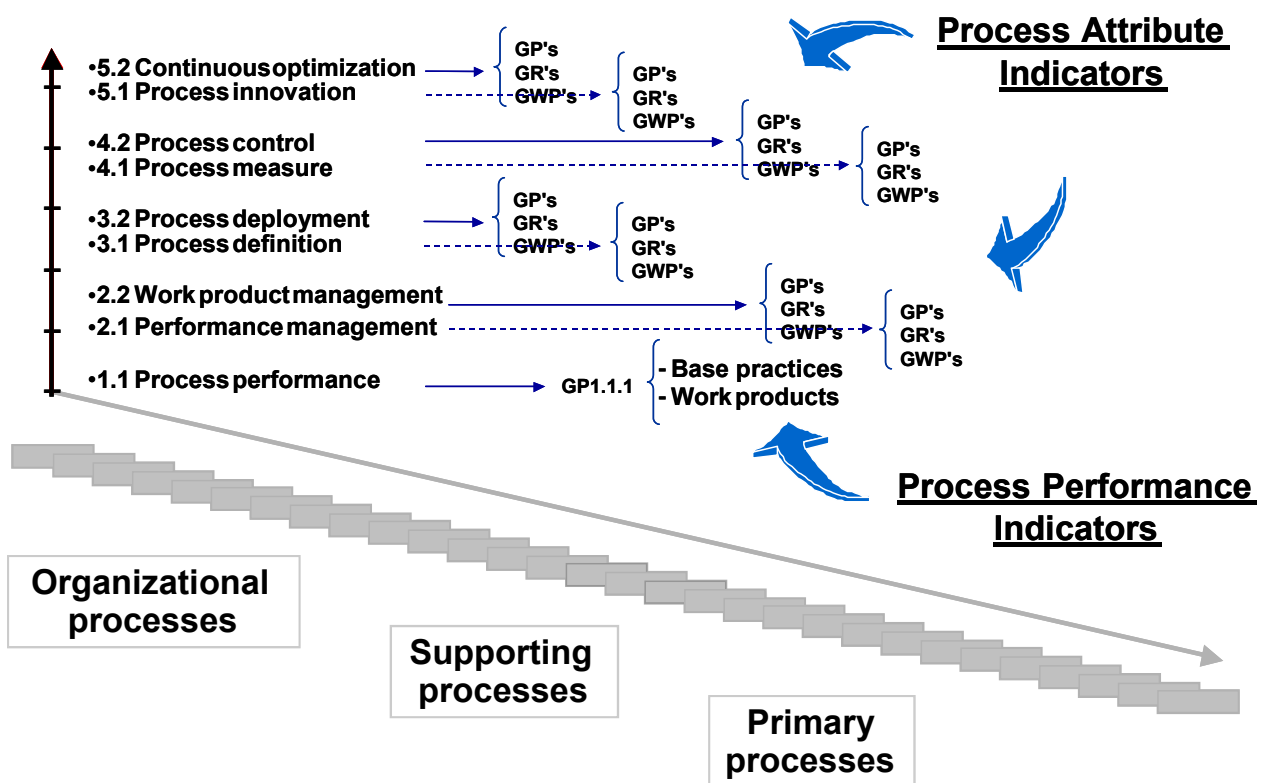 Process Attribute
Indicators
•5.2 Continuous optimization
GP's
GR's
GWP's
•5.1 Process innovation
GP's
GR's
GWP's
•4.2 Process control
GP's
GR's
GWP's
•4.1 Process measure
GP's
GR's
GWP's
•3.2 Process deployment
GP's
GR's
GWP's
•3.1 Process definition
GP's
GR's
GWP's
•2.2 Work product management
GP's
GR's
GWP's
•2.1 Performance management
GP's
GR's
GWP's
•1.1 Process performance
GP1.1.1
- Base practices
- Work products
Process Performance
Indicators
Organizational
processes
Supporting
processes
Primary
processes